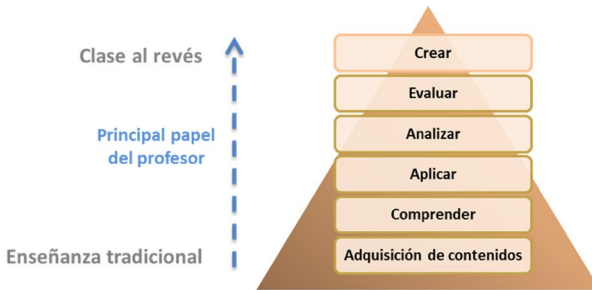 Clase al revés
Principal papel
del profesor
Enseñanza tradicional
Crear
Evaluar
Analizar
Aplicar
Comprender
Adquisición de contenidos